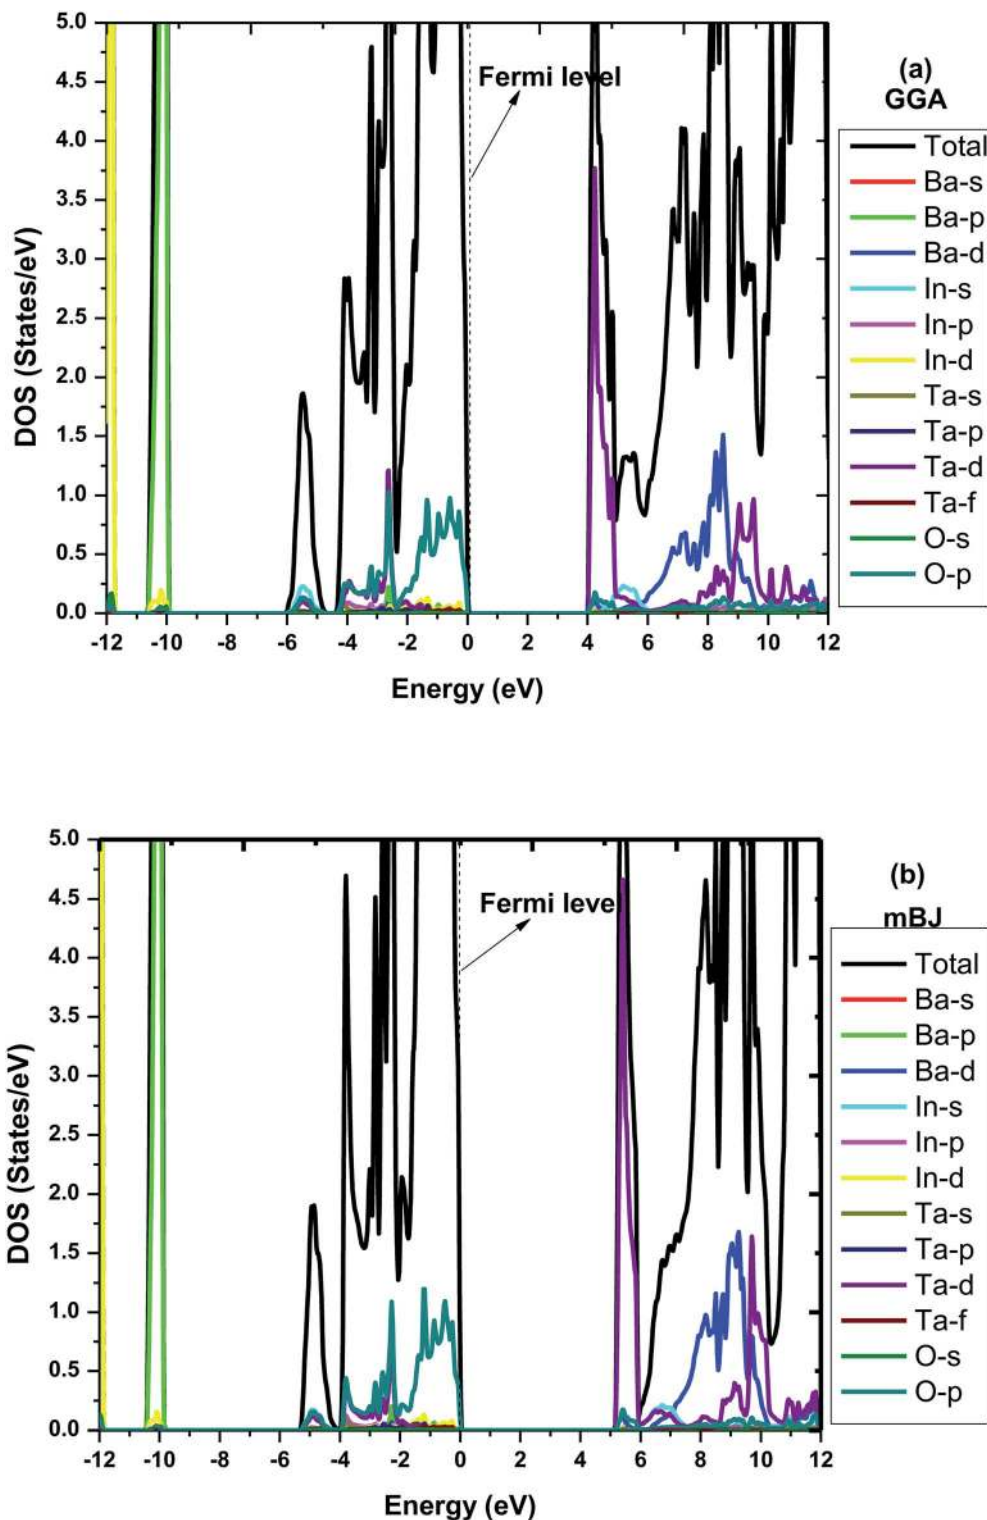 5.0
4.5
4.0
3.5
3.0
2.5
2.0
1.5
1.0
0.5
0.0
DOS (States/eV)
-12 -10 -8 -6 -4 -2 0 2 4 6 8 10 12
Energy (eV)
Fermi level
(a)
GGA
Total
Ba-s
Ba-p
Ba-d
In-s
In-p
In-d
Ta-s
Ta-p
Ta-d
Ta-f
O-s
O-p
5.0
4.5
4.0
3.5
3.0
2.5
2.0
1.5
1.0
0.5
0.0
DOS (States/eV)
-12 -10 -8 -6 -4 -2 0 2 4 6 8 10 12
Energy (eV)
Fermi level
(b)
mBJ
Total
Ba-s
Ba-p
Ba-d
In-s
In-p
In-d
Ta-s
Ta-p
Ta-d
Ta-f
O-s
O-p